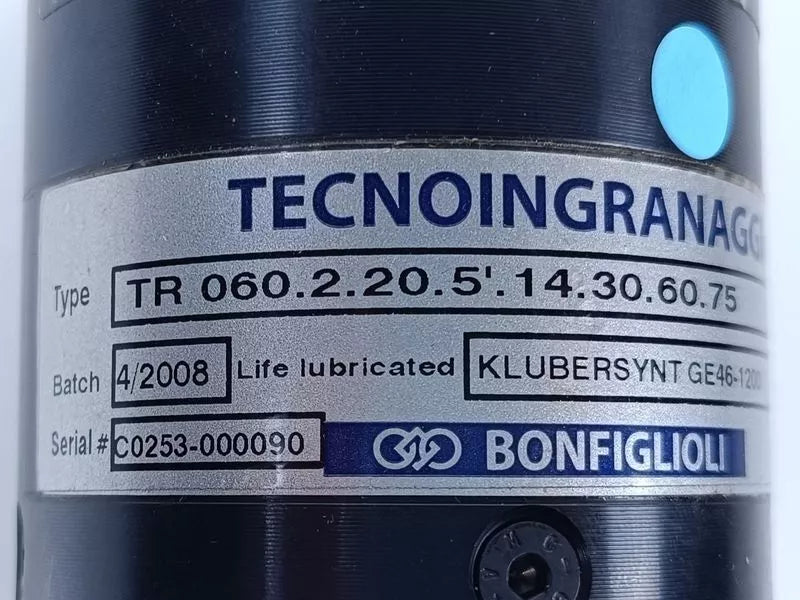 TECNOINGRANAGGI
Type TR 060.2.20.5'.14.30.60.75
Batch 4/2008 Life lubricated KLUBERSYNT GE46-1200
Serial # C0253-000090 BONFIGLIOLI